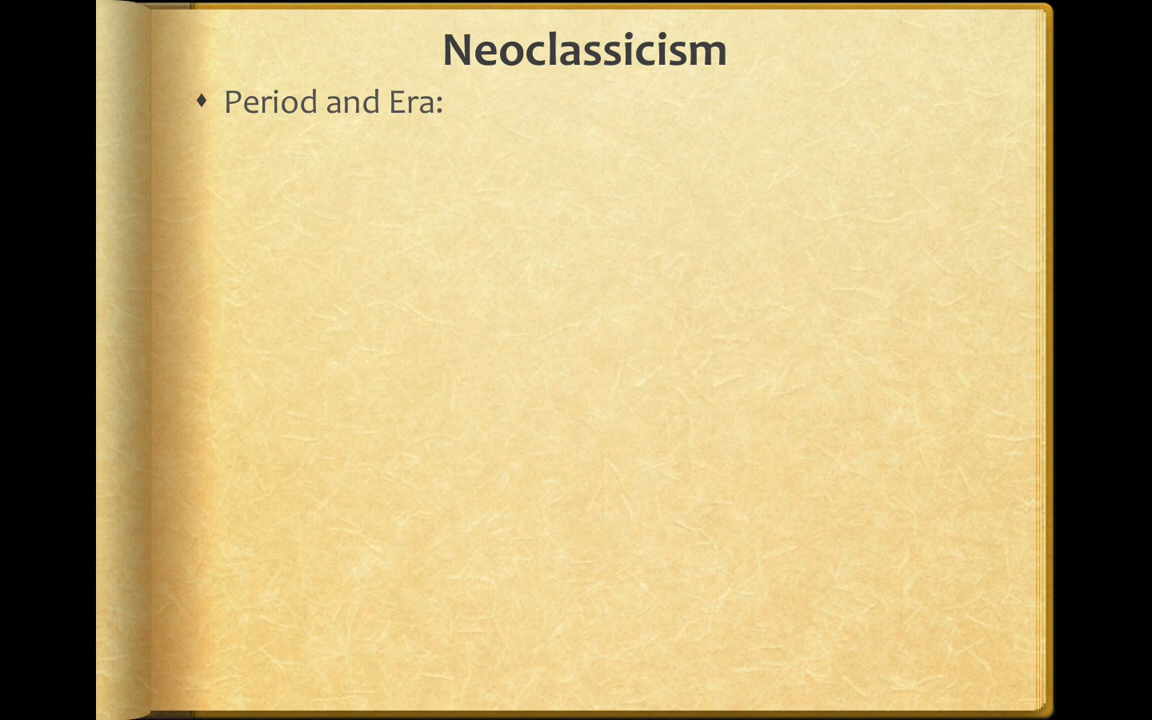 Neoclassicism
♦ Period and Era: